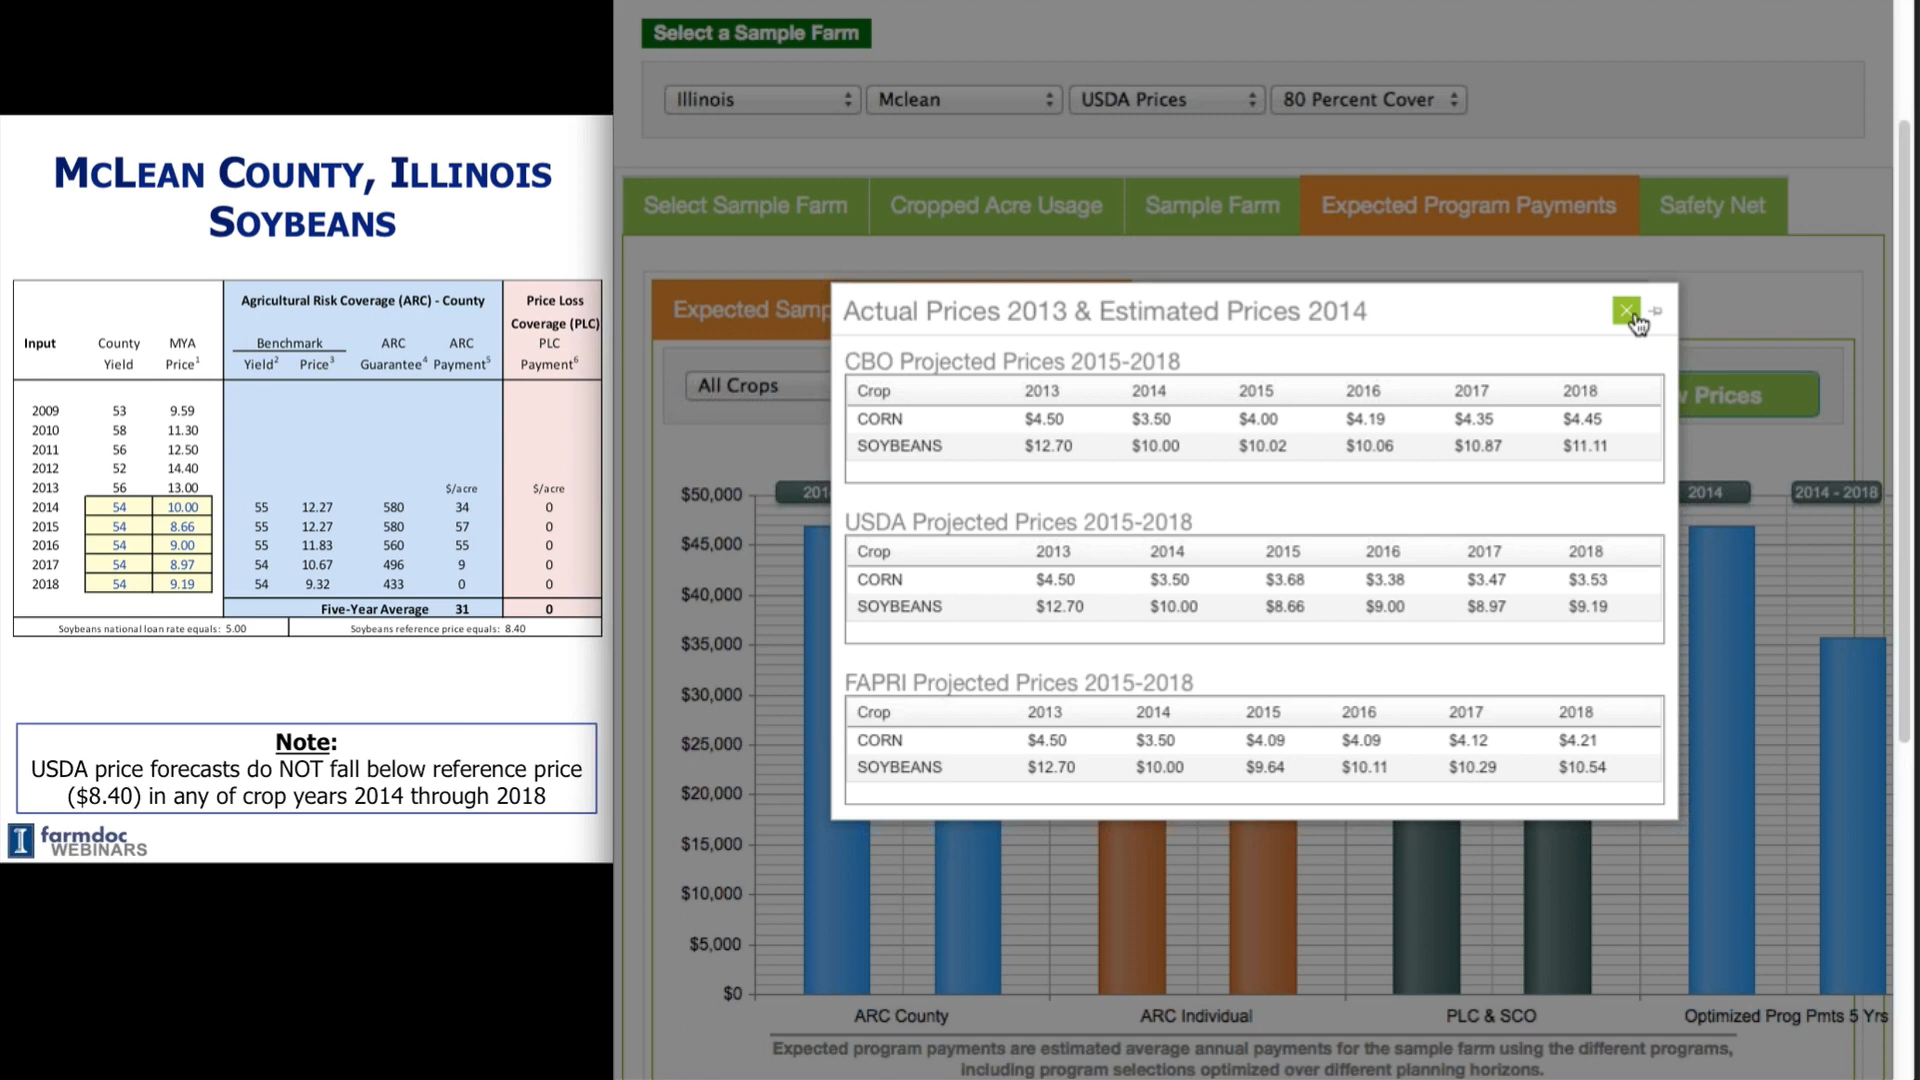 MCLEAN COUNTY, ILLINOIS
SOYBEANS
Agricultural Risk Coverage (ARC) - County Price Loss
Coverage (PLC)
Input County MYA Benchmark ARC ARC PLC
Yield Price1 Yield2 Price3 Guarantee4 Payment5 Payment6
2009 53 9.59
2010 58 11.30
2011 56 12.50
2012 52 14.40
2013 56 13.00 $/acre $/acre
2014 54 10.00 55 12.27 580 34 0
2015 54 8.66 55 12.27 580 57 0
2016 54 9.00 55 11.83 560 55 0
2017 54 8.97 54 10.67 496 9 0
2018 54 9.19 54 9.32 433 0 0
Five-Year Average 31 0
Soybeans national loan rate equals: 5.00 Soybeans reference price equals: 8.40
Note:
USDA price forecasts do NOT fall below reference price
($8.40) in any of crop years 2014 through 2018
I farmdoc
WEBINARS
Select a Sample Farm
Illinois Mclean USDA Prices 80 Percent Cover
Select Sample Farm Cropped Acre Usage Sample Farm Expected Program Payments Safety Net
Expected Samp
All Crops
Prices
Actual Prices 2013 & Estimated Prices 2014
CBO Projected Prices 2015-2018
Crop 2013 2014 2015 2016 2017 2018
CORN $4.50 $3.50 $4.00 $4.19 $4.35 $4.45
SOYBEANS $12.70 $10.00 $10.02 $10.06 $10.87 $11.11
USDA Projected Prices 2015-2018
Crop 2013 2014 2015 2016 2017 2018
CORN $4.50 $3.50 $3.68 $3.38 $3.47 $3.53
SOYBEANS $12.70 $10.00 $8.66 $9.00 $8.97 $9.19
FAPRI Projected Prices 2015-2018
Crop 2013 2014 2015 2016 2017 2018
CORN $4.50 $3.50 $4.09 $4.09 $4.12 $4.21
SOYBEANS $12.70 $10.00 $9.64 $10.11 $10.29 $10.54
201 2014 2014 - 2018
$50,000
$45,000
$40,000
$35,000
$30,000
$25,000
$20,000
$15,000
$10,000
$5,000
$0
ARC County ARC Individual PLC & SCO Optimized Prog Pmts 5 Yrs
Expected program payments are estimated average annual payments for the sample farm using the different programs,
including program selections optimized over different planning horizons.